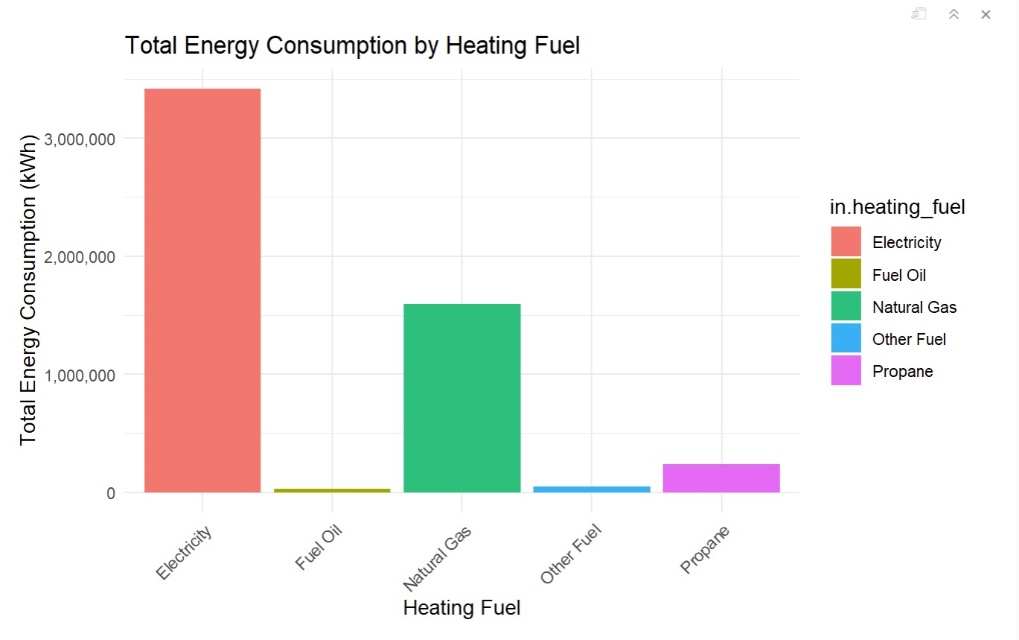 Total Energy Consumption by Heating Fuel
Total Energy Consumption (kWh)
3,000,000
2,000,000
1,000,000
0
Electricity
Fuel Oil
Natural Gas
Other Fuel
Propane
Heating Fuel
in.heating_fuel
Electricity
Fuel Oil
Natural Gas
Other Fuel
Propane